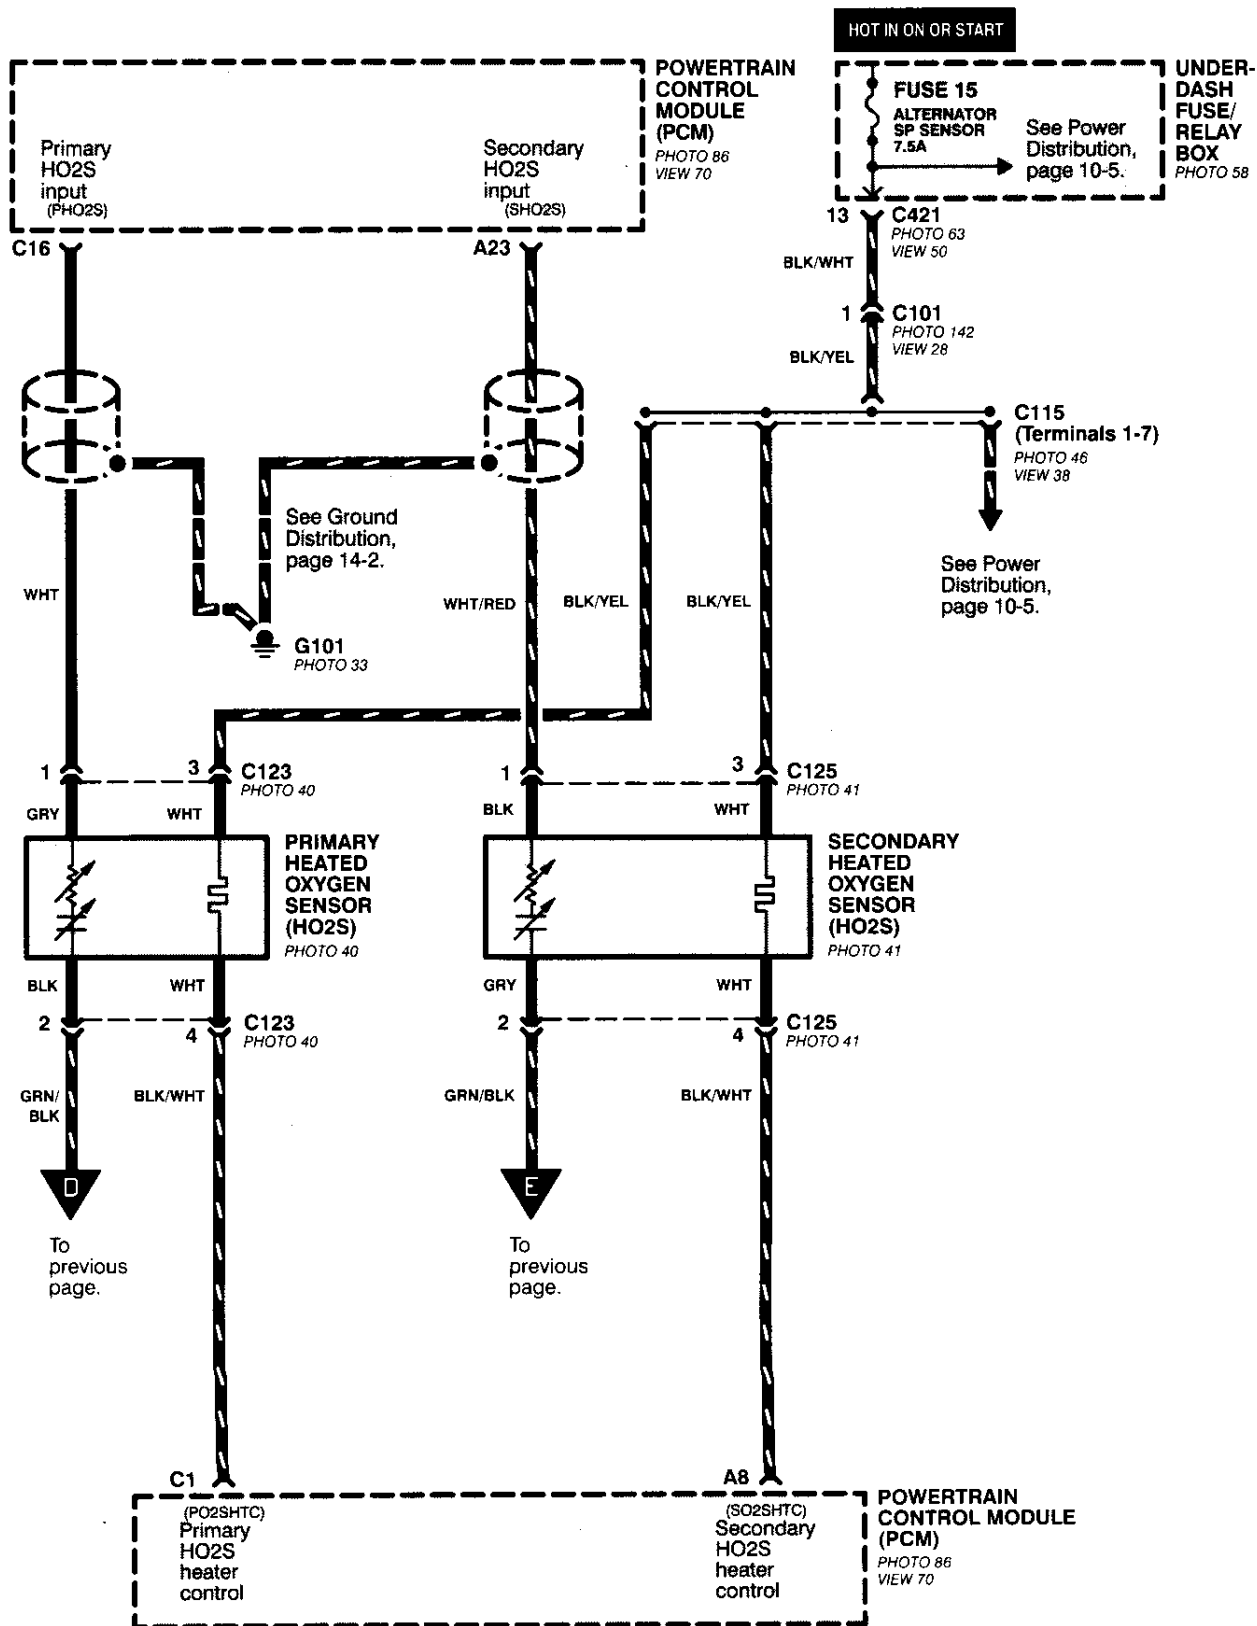 HOT IN ON OR START
POWERTRAIN
CONTROL
MODULE
(PCM)
PHOTO 86
VIEW 70
Primary
HO2S
input
(PHO2S)
Secondary
HO2S
input
(SHO2S)
FUSE 15
ALTERNATOR
SP SENSOR
7.5A
See Power
Distribution,
page 10-5.
UNDER-
DASH
FUSE/
RELAY
BOX
PHOTO 58
C16
A23
13
C421
PHOTO 63
VIEW 50
BLK/WHT
1
C101
PHOTO 142
VIEW 28
BLK/YEL
C115
(Terminals 1-7)
PHOTO 46
VIEW 38
See Ground
Distribution,
page 14-2.
See Power
Distribution,
page 10-5.
WHT
WHT/RED
BLK/YEL
BLK/YEL
G101
PHOTO 33
1
3
C123
PHOTO 40
1
3
C125
PHOTO 41
GRY
WHT
BLK
WHT
PRIMARY
HEATED
OXYGEN
SENSOR
(HO2S)
PHOTO 40
SECONDARY
HEATED
OXYGEN
SENSOR
(HO2S)
PHOTO 41
BLK
WHT
GRY
WHT
2
4
C123
PHOTO 40
2
4
C125
PHOTO 41
GRN/
BLK
BLK/WHT
GRN/BLK
BLK/WHT
D
E
To
previous
page.
To
previous
page.
C1
A8
(PO2SHTC)
Primary
HO2S
heater
control
(SO2SHTC)
Secondary
HO2S
heater
control
POWERTRAIN
CONTROL MODULE
(PCM)
PHOTO 86
VIEW 70